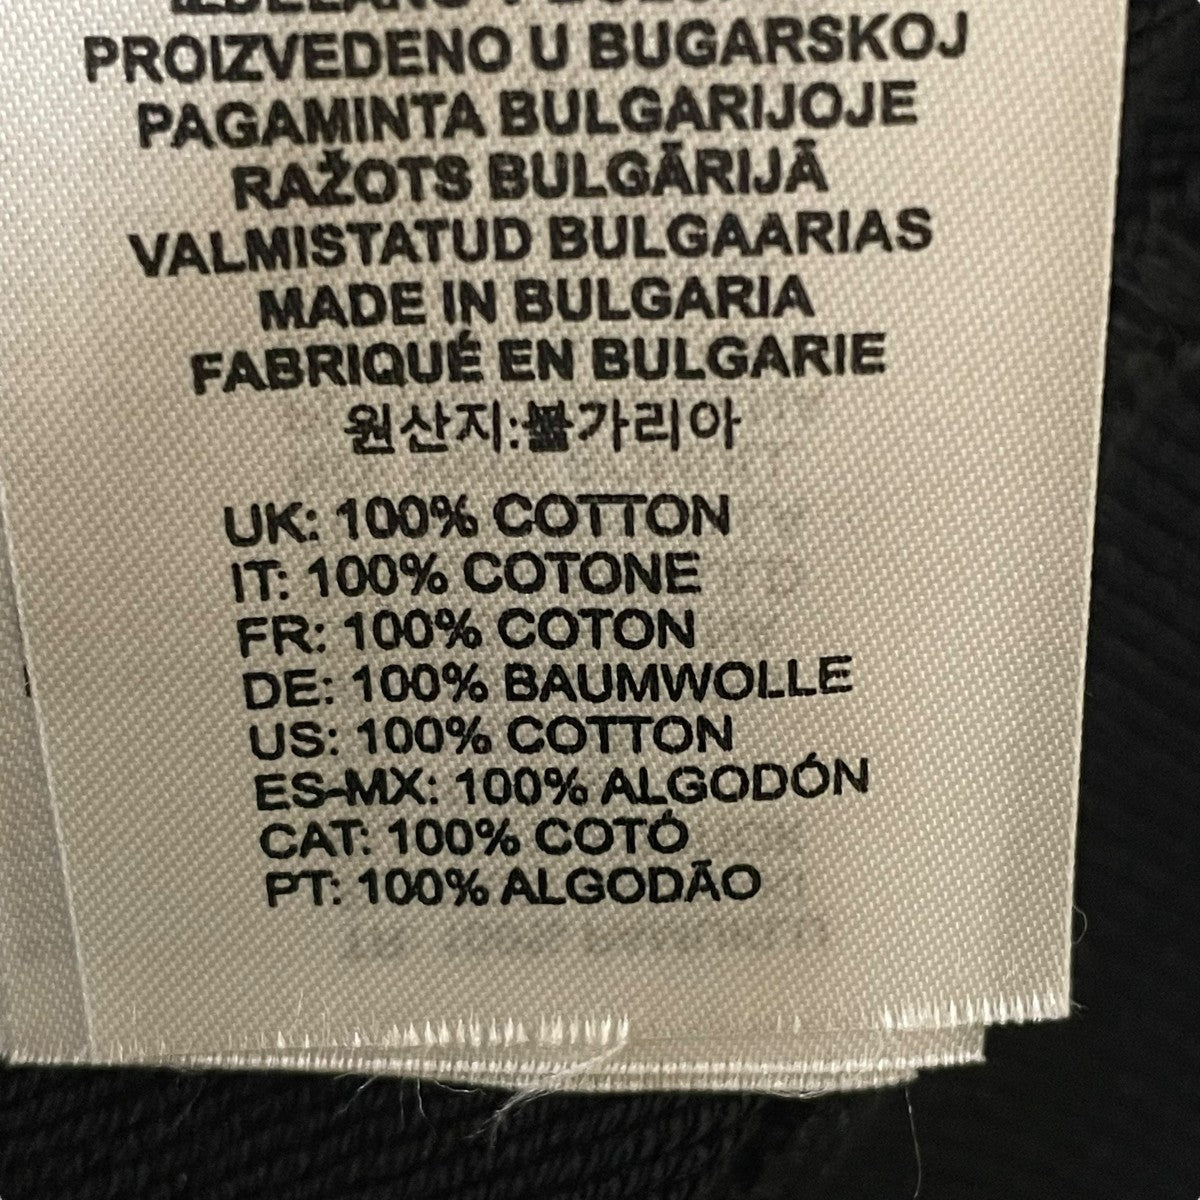 PROIZVEDENO U BUGARSKOJ
PAGAMINTA BULGARIJOJE
RAŽOTS BULGĀRIJĀ
VALMISTATUD BULGAARIAS
MADE IN BULGARIA
FABRIQUÉ EN BULGARIE
원산지:불가리아
UK: 100% COTTON
IT: 100% COTONE
FR: 100% COTON
DE: 100% BAUMWOLLE
US: 100% COTTON
ES-MX: 100% ALGODÓN
CAT: 100% COTÓ
PT: 100% ALGODÃO